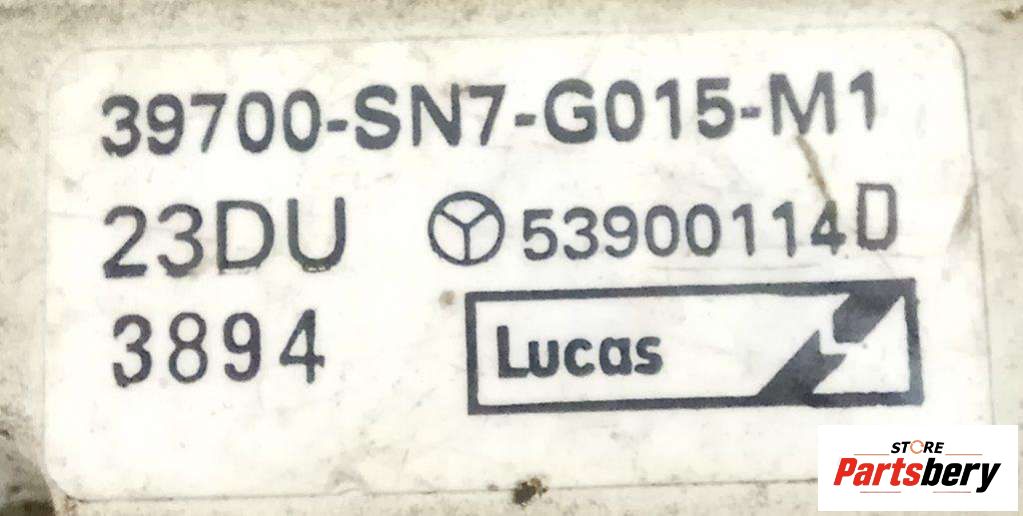 39700-SN7-G015-M1
23DU 53900114D
3894
Lucas
STORE
Partsbery